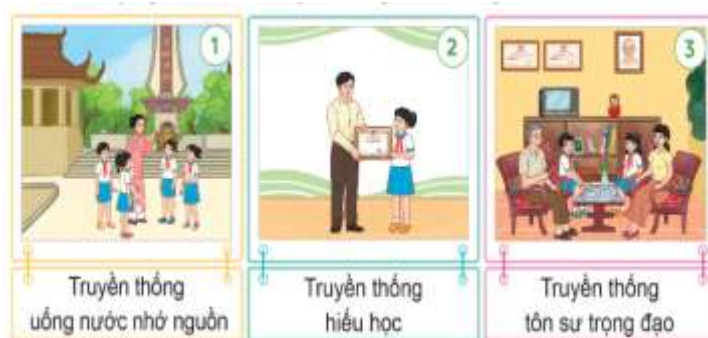 1
2
3
Truyền thống
uống nước nhớ nguồn
Truyền thống
hiếu học
Truyền thống
tôn sư trọng đạo